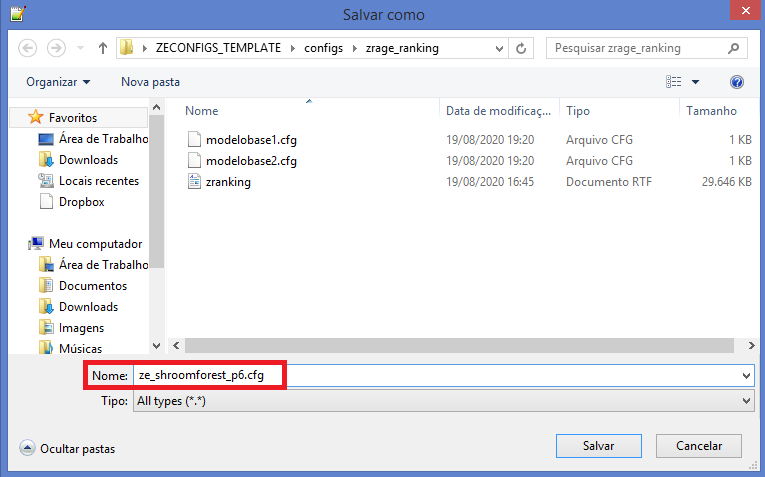 Salvar como
ZECONFIGS_TEMPLATE configs zrage_ranking
Pesquisar zrage_ranking
Organizar Nova pasta
Nome Data de modificaç... Tipo Tamanho
Favoritos
Área de Trabalho
Downloads
Locais recentes
Dropbox
Meu computador
Área de Trabalho
Documentos
Downloads
Imagens
Músicas
modelobase1.cfg 19/08/2020 19:20 Arquivo CFG 1 KB
modelobase2.cfg 19/08/2020 19:20 Arquivo CFG 1 KB
zranking 19/08/2020 16:45 Documento RTF 29.646 KB
Nome: ze_shroomforest_p6.cfg
Tipo: All types (*.*)
Ocultar pastas
Salvar Cancelar